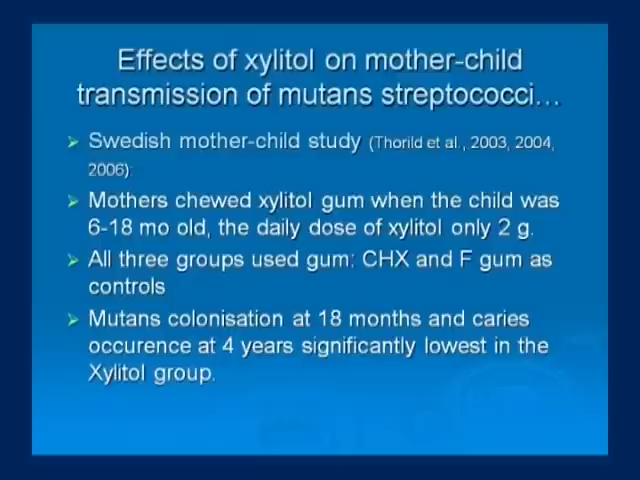 Effects of xylitol on mother-child
transmission of mutans streptococci…
Swedish mother-child study (Thorild et al., 2003, 2004,
2006):
Mothers chewed xylitol gum when the child was
6-18 mo old, the daily dose of xylitol only 2 g.
All three groups used gum: CHX and F gum as
controls
Mutans colonisation at 18 months and caries
occurence at 4 years significantly lowest in the
Xylitol group.